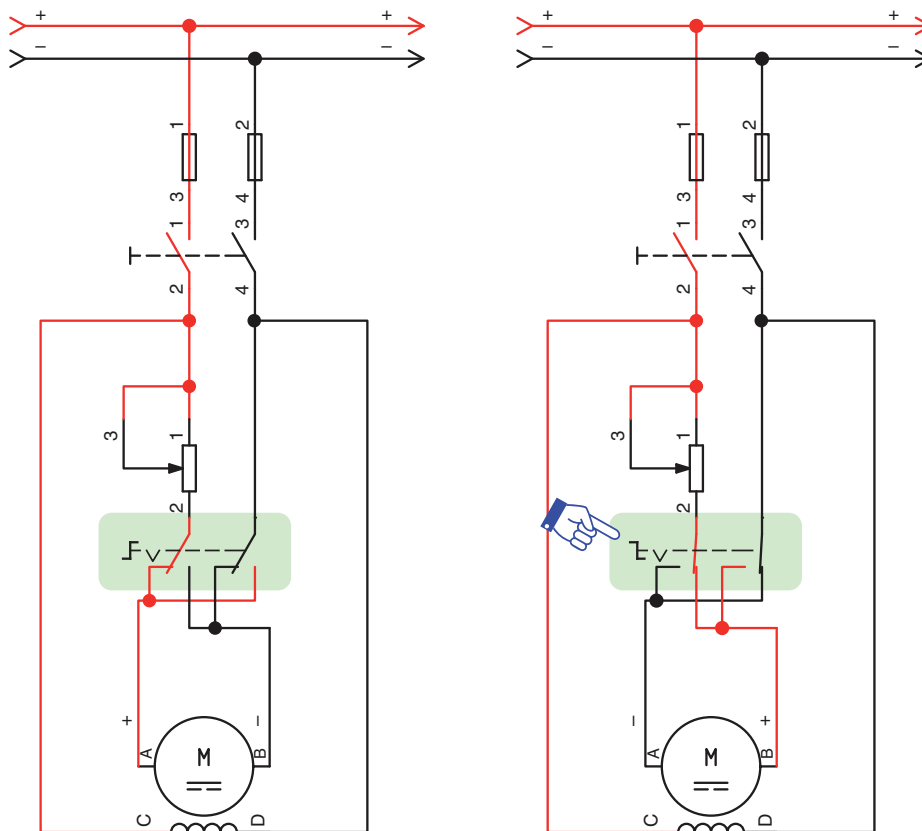 + + + +
– – – –
1 2 1 2
3 4 3 4
1 3 1 3
2 4 2 4
3 1 3 1
2 2
+ – – +
A M B A M B
C D C D